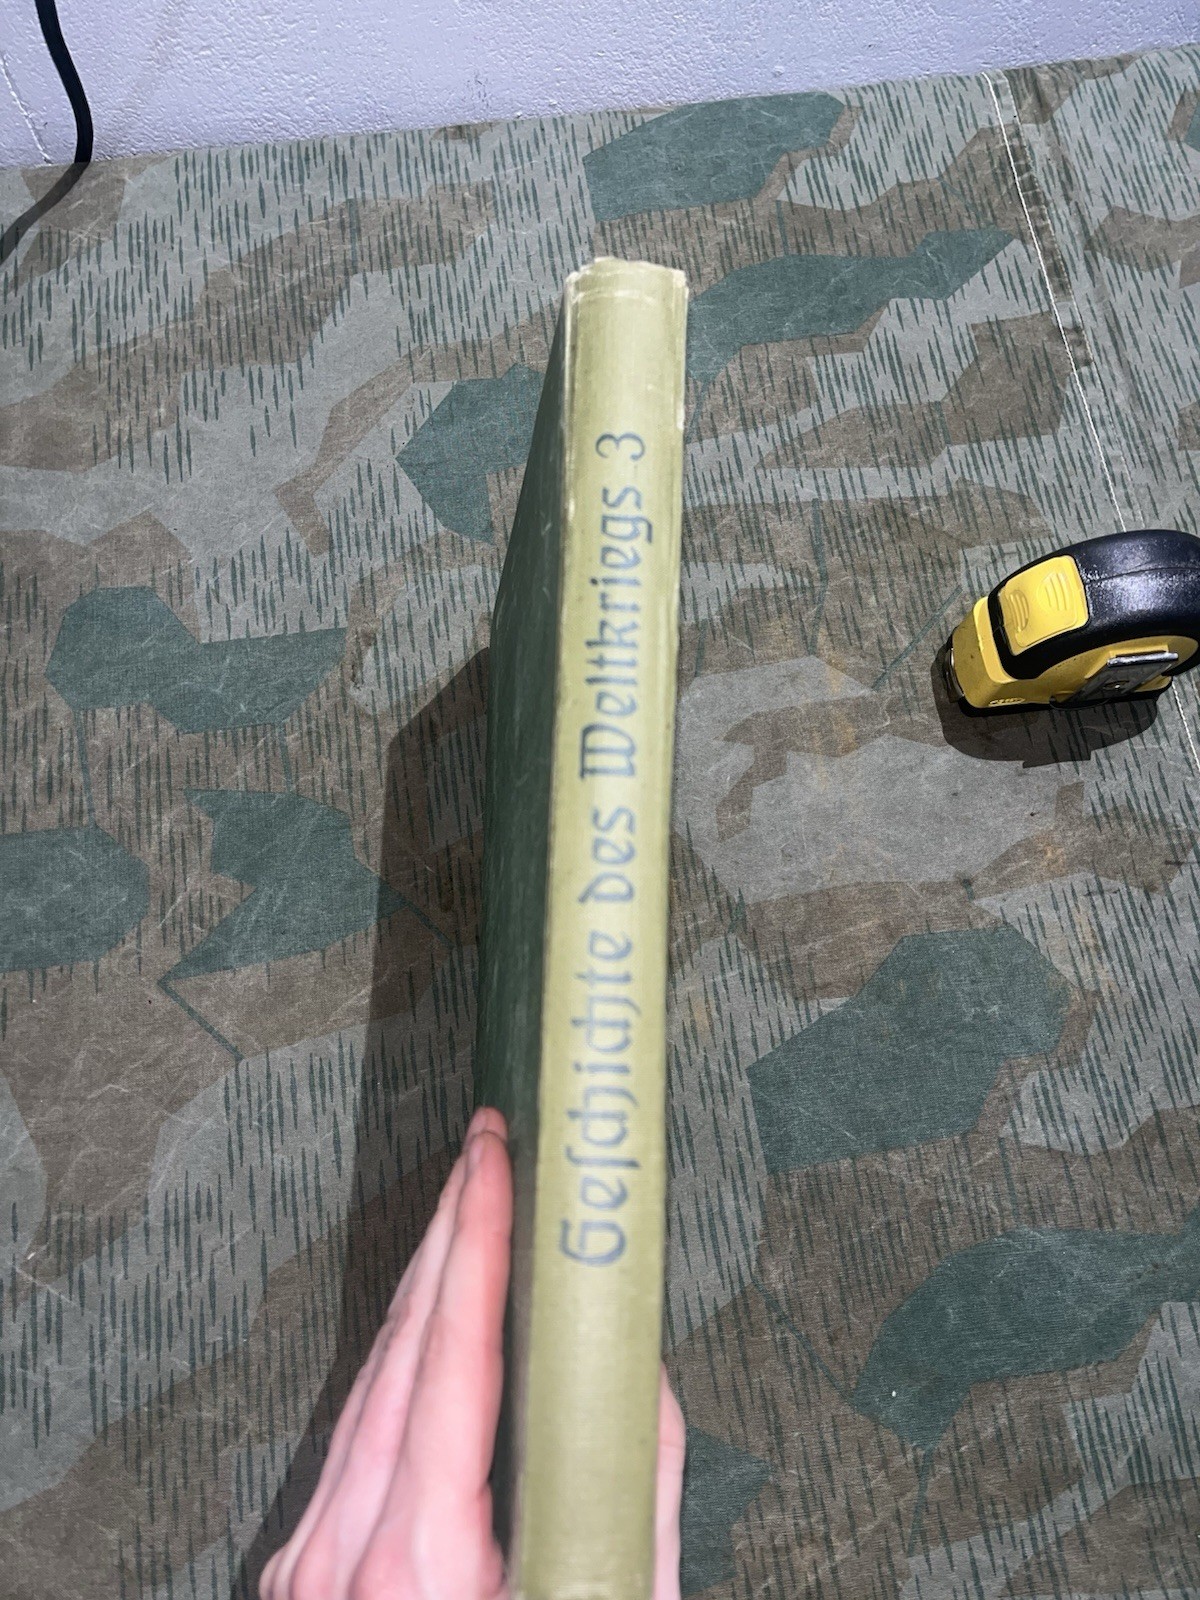 Geſchichte des Weltkriegs 3